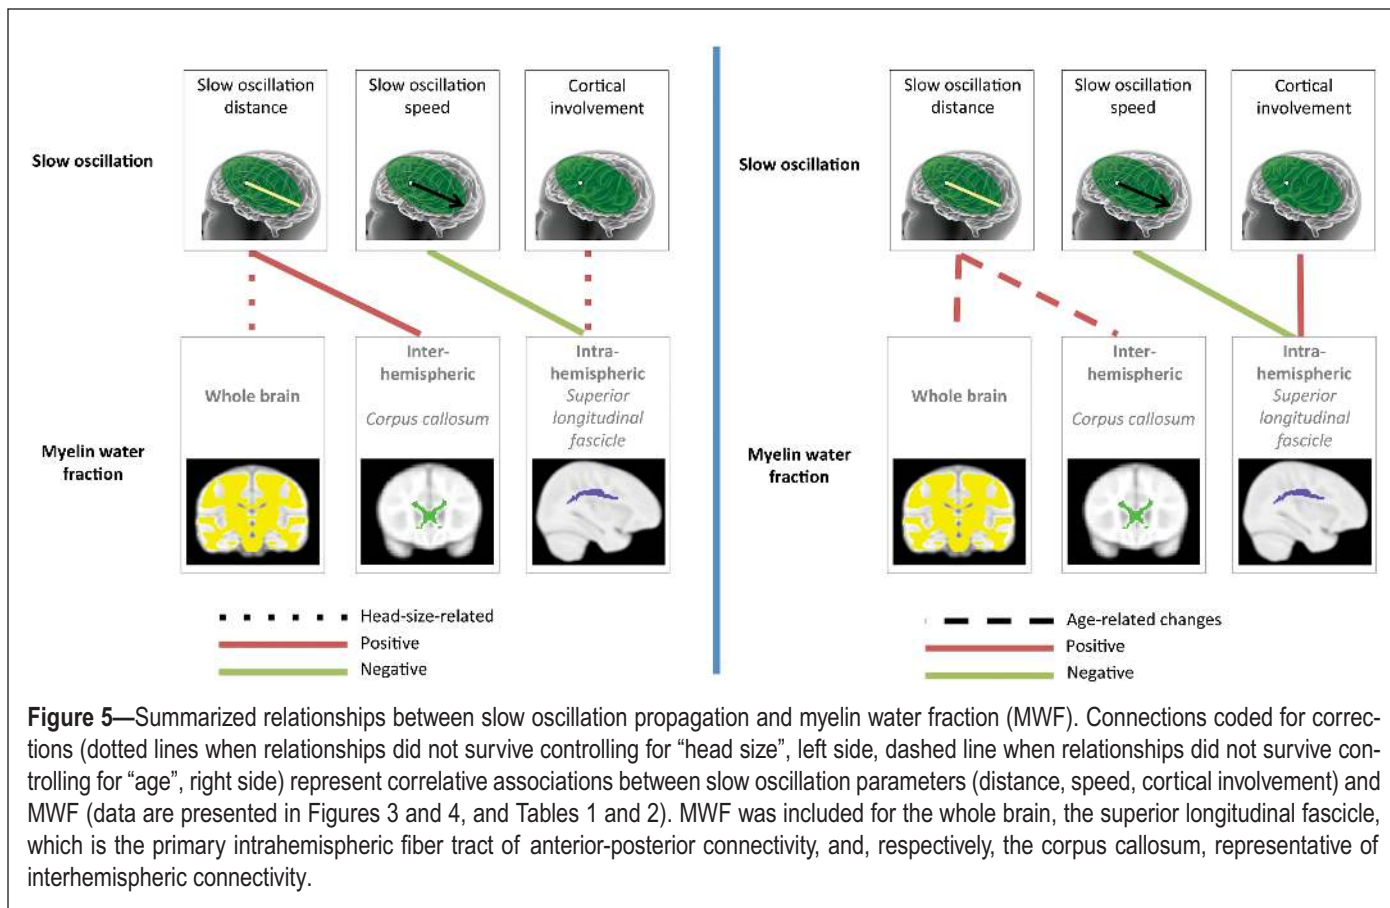 Slow oscillation
distance
Slow oscillation
speed
Cortical
involvement
Slow oscillation
Whole brain
Inter-
hemispheric
Corpus callosum
Intra-
hemispheric
Superior
longitudinal
fascicle
Myelin water
fraction
Head-size-related
Positive
Negative
Slow oscillation
distance
Slow oscillation
speed
Cortical
involvement
Slow oscillation
Whole brain
Inter-
hemispheric
Corpus callosum
Intra-
hemispheric
Superior
longitudinal
fascicle
Myelin water
fraction
Age-related changes
Positive
Negative
Figure 5—Summarized relationships between slow oscillation propagation and myelin water fraction (MWF). Connections coded for correc-
tions (dotted lines when relationships did not survive controlling for “head size”, left side, dashed line when relationships did not survive con-
trolling for “age”, right side) represent correlative associations between slow oscillation parameters (distance, speed, cortical involvement) and
MWF (data are presented in Figures 3 and 4, and Tables 1 and 2). MWF was included for the whole brain, the superior longitudinal fascicle,
which is the primary intrahemispheric fiber tract of anterior-posterior connectivity, and, respectively, the corpus callosum, representative of
interhemispheric connectivity.